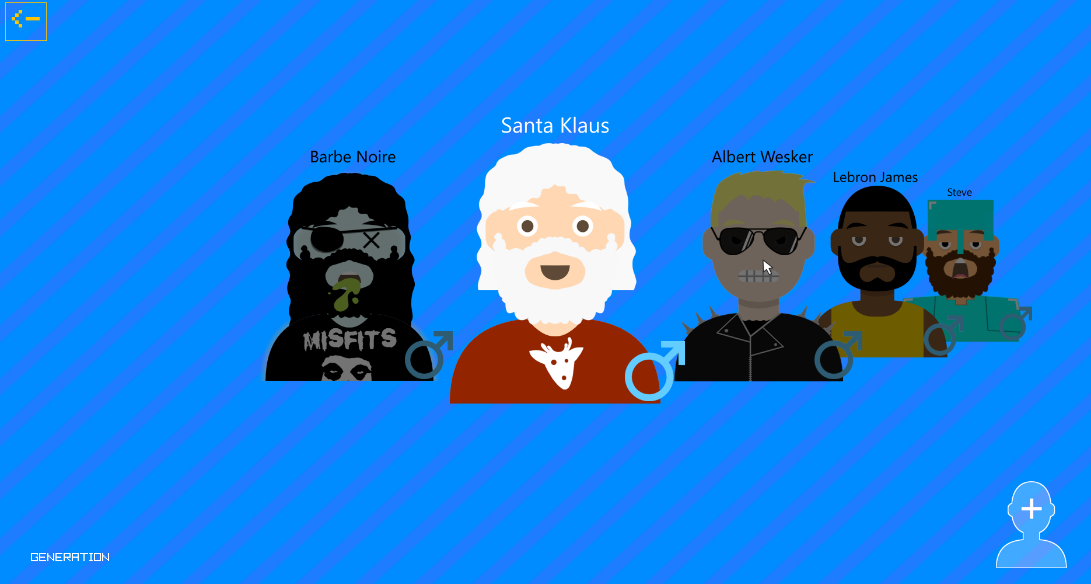 Santa Klaus
Barbe Noire
Albert Wesker
Lebron James
Steve
MISFITS
GENERATION